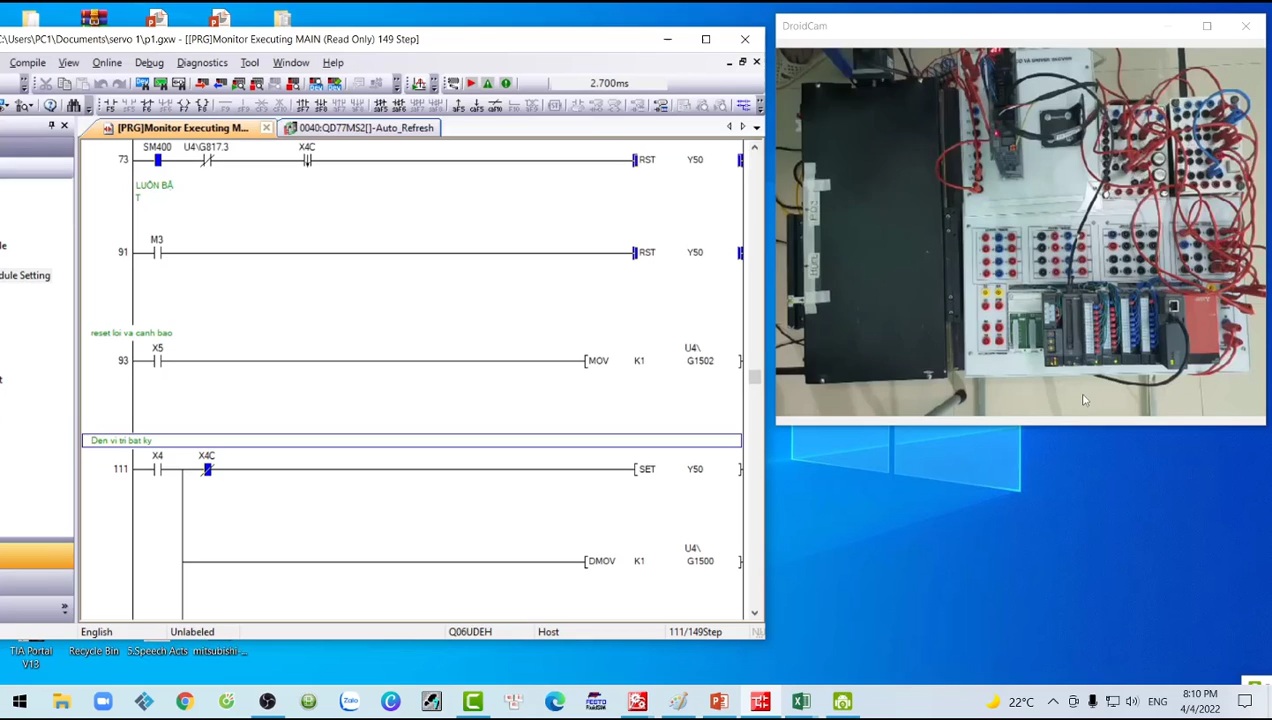 C:\Users\PC1\Documents\servo 1\p1.gxw - [[PRG]Monitor Executing MAIN (Read Only) 149 Step]
Compile View Online Debug Diagnostics Tool Window Help
2.700ms
[PRG]Monitor Executing M... 0040:QD77MS2[]-Auto_Refresh
SM400 U4\G817.3 X4C
73 RST Y50
LUÔN BẬ
T
M3
91 RST Y50
reset loi va canh bao
X5 U4\
93 MOV K1 G1502
Den vi tri bat ky
X4 X4C
111 SET Y50
U4\
DMOV K1 G1500
dule Setting
English Unlabeled Q06UDEH Host 111/149Step
DroidCam
TIA Portal
V13
Recycle Bin
5.Speech Acts
mitsubishi-...
22°C
ENG
8:10 PM
4/4/2022